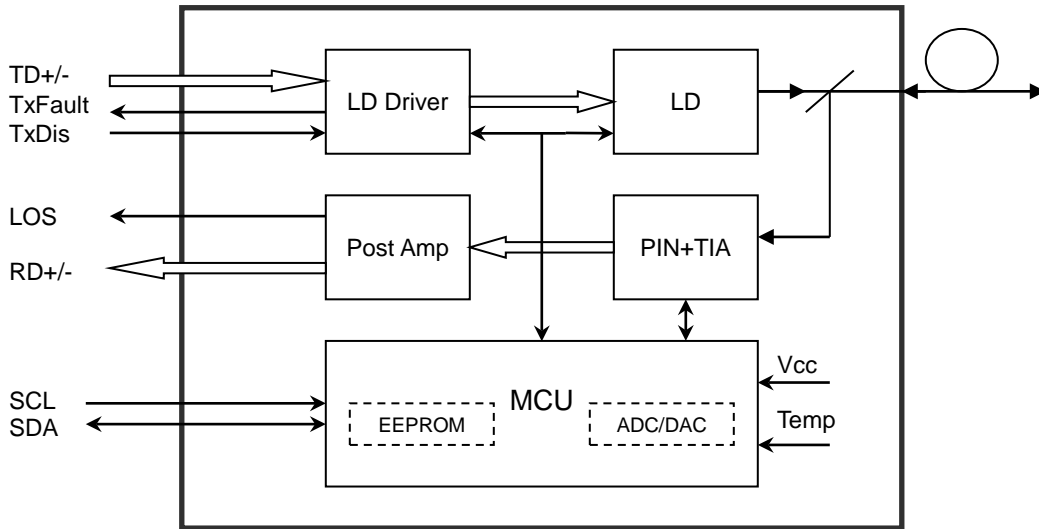 TD+/-
TxFault
TxDis
LD Driver
LD
LOS
RD+/-
Post Amp
PIN+TIA
SCL
SDA
MCU
EEPROM
ADC/DAC
Vcc
Temp